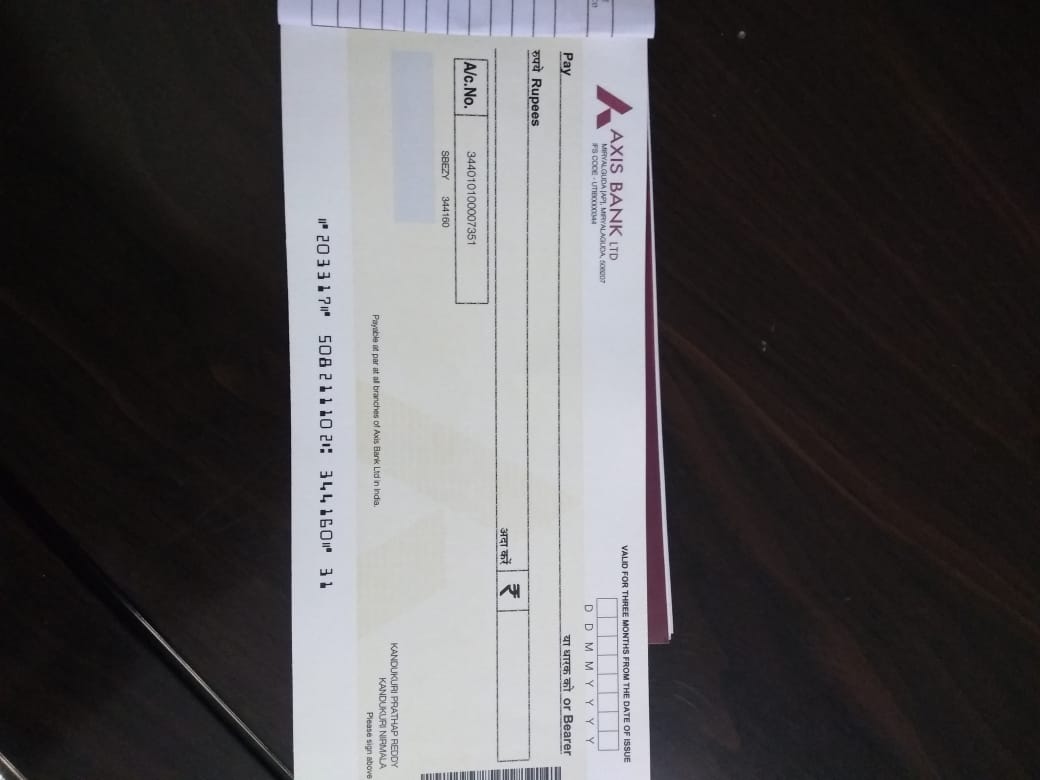 AXIS BANK LTD
MIRYALGUDA [AP], MIRYALAGUDA, 508207
IFS CODE - UTIB0000344
VALID FOR THREE MONTHS FROM THE DATE OF ISSUE
D D M M Y Y Y Y
Pay या धारक को or Bearer
रुपये Rupees
अदा करें ₹
A/c.No. 344010100007351
SBEZY 344160
KANDUKURI PRATHAP REDDY
KANDUKURI NIRMALA
Payable at par at all branches of Axis Bank Ltd in India.
Please sign above
⑈203317⑈ 508211102⑆ 344160⑈ 31